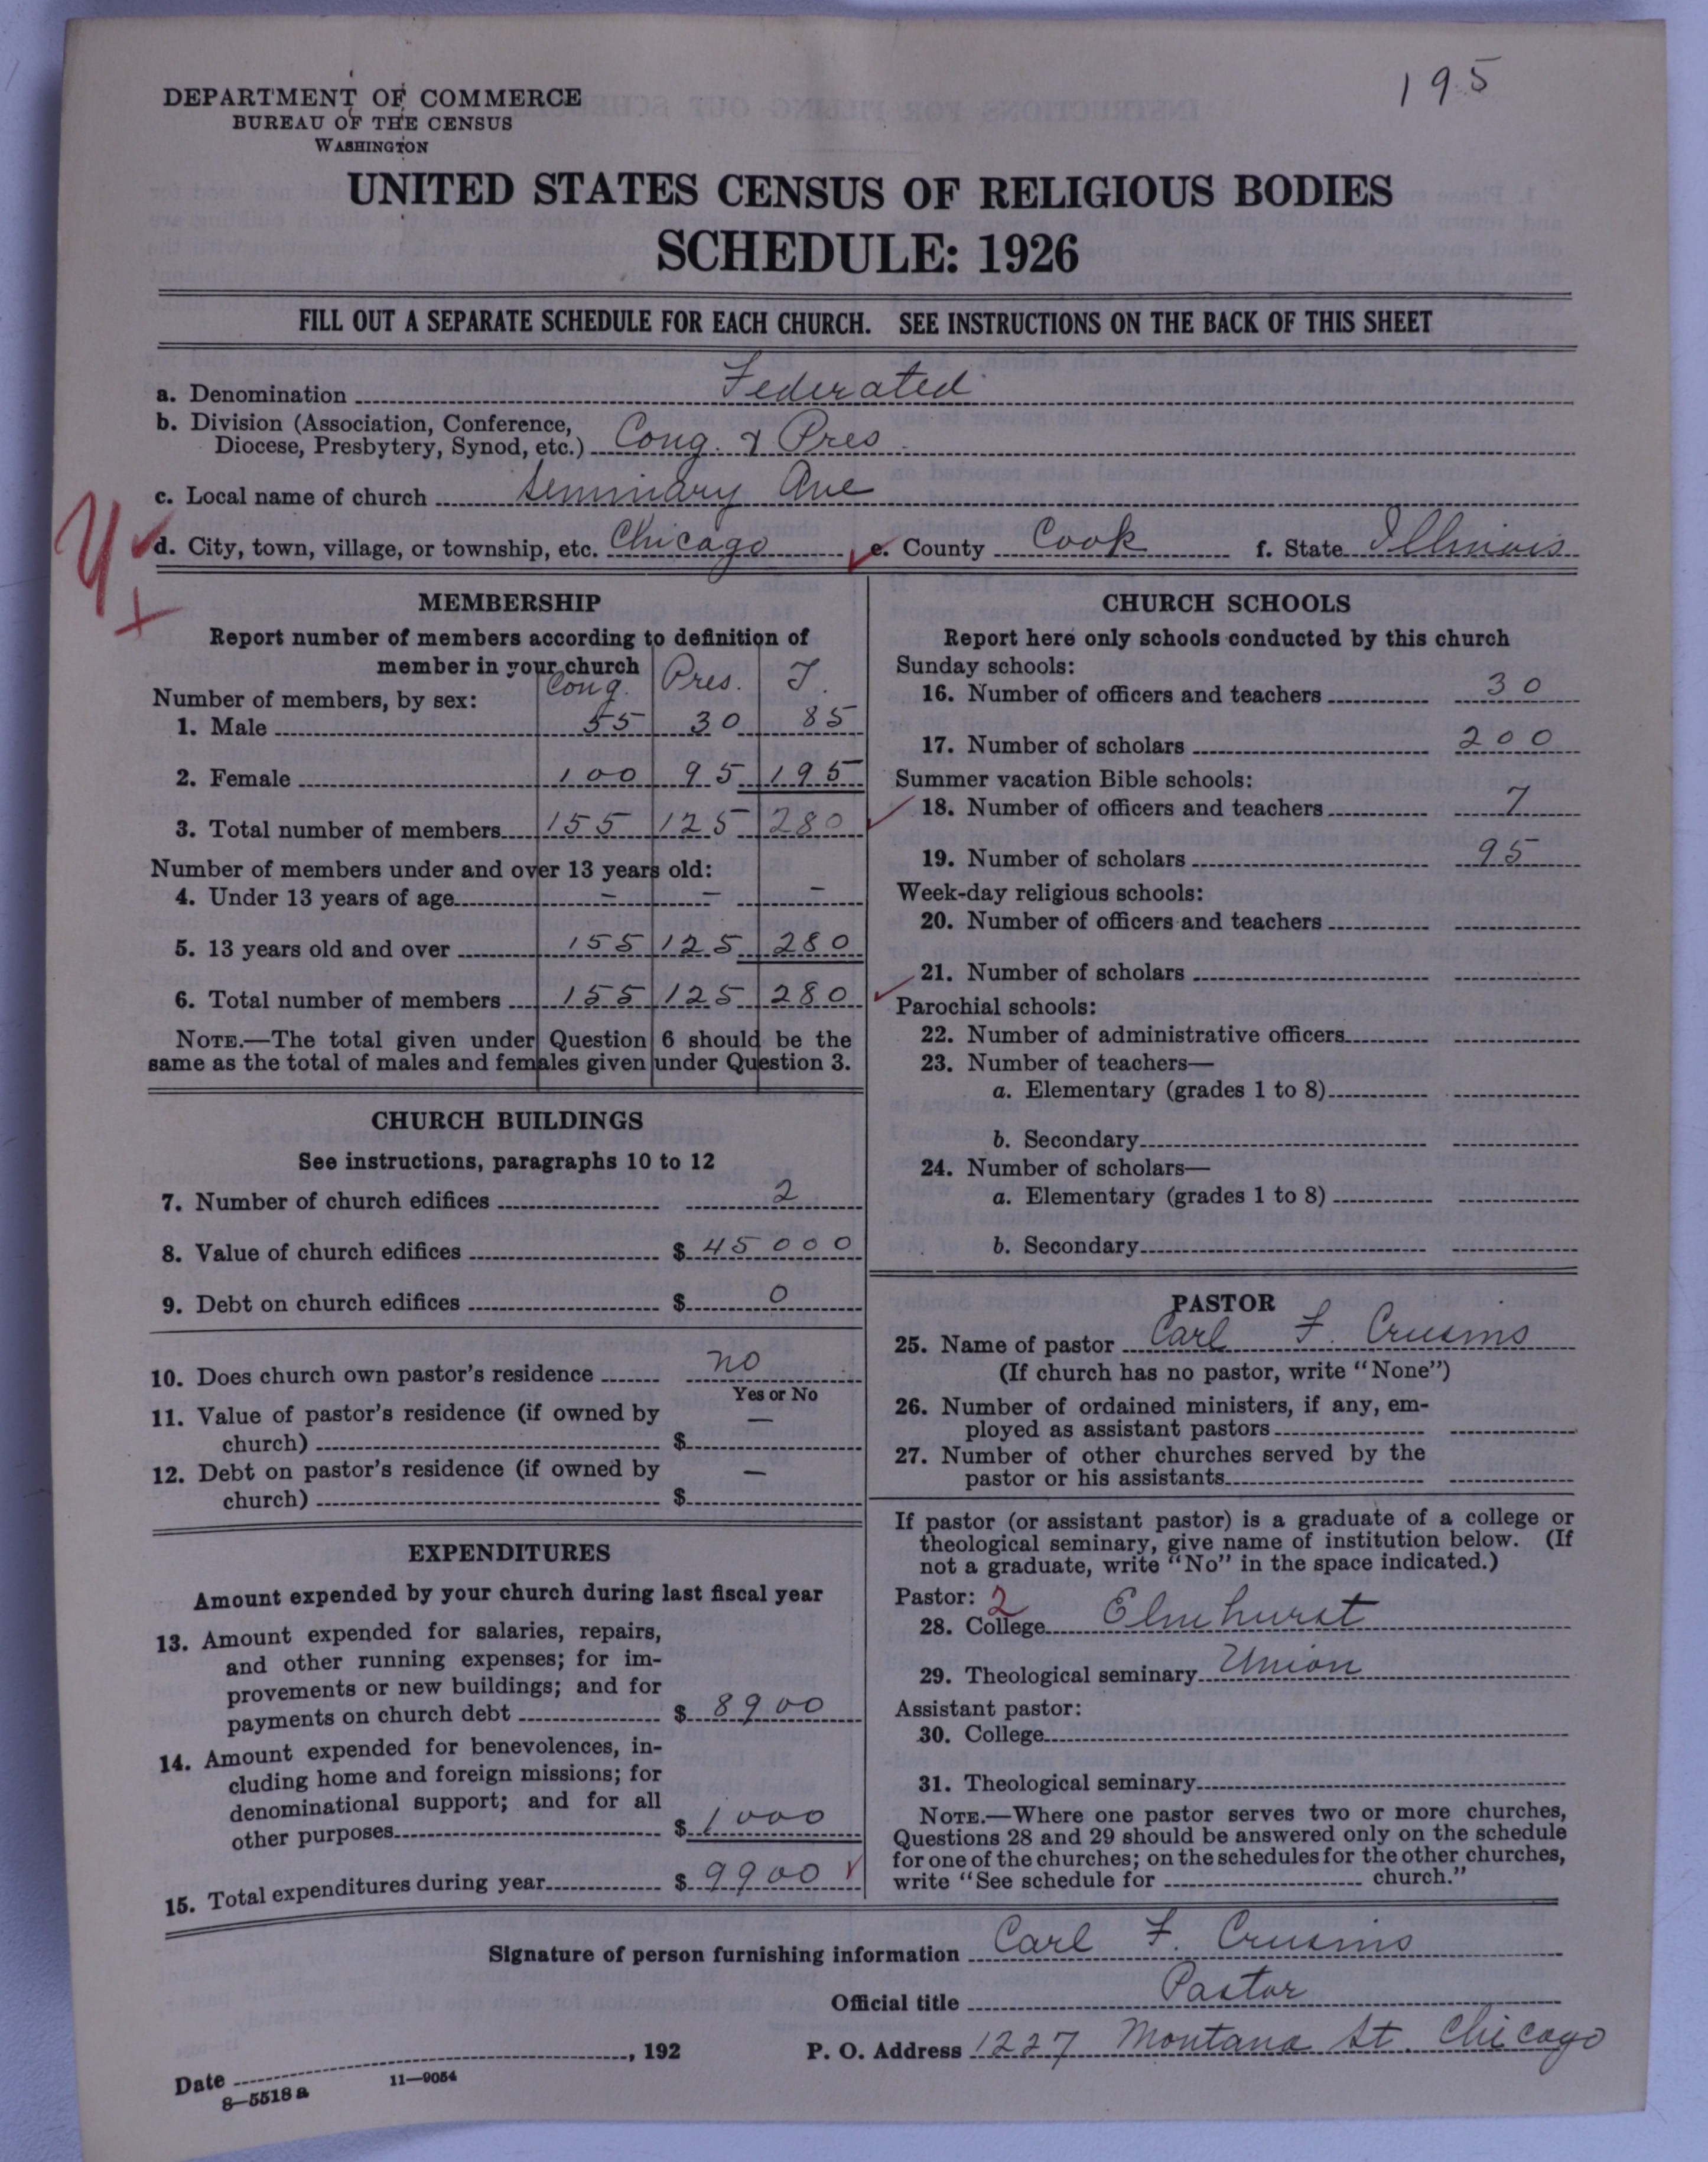 195
DEPARTMENT OF COMMERCE
BUREAU OF THE CENSUS
WASHINGTON
UNITED STATES CENSUS OF RELIGIOUS BODIES
SCHEDULE: 1926
FILL OUT A SEPARATE SCHEDULE FOR EACH CHURCH. SEE INSTRUCTIONS ON THE BACK OF THIS SHEET
a. Denomination Federated
b. Division (Association, Conference,
Diocese, Presbytery, Synod, etc.) Cong. & Pres.
c. Local name of church Seminary Ave
d. City, town, village, or township, etc. Chicago e. County Cook f. State Illinois
MEMBERSHIP
Report number of members according to definition of
member in your church
Cong. Pres. T.
Number of members, by sex:
1. Male 55 30 85
2. Female 100 95 195
3. Total number of members 155 125 280
Number of members under and over 13 years old:
4. Under 13 years of age – – –
5. 13 years old and over 155 125 280
6. Total number of members 155 125 280
NOTE.—The total given under Question 6 should be the
same as the total of males and females given under Question 3.
CHURCH BUILDINGS
See instructions, paragraphs 10 to 12
7. Number of church edifices 2
8. Value of church edifices $ 45000
9. Debt on church edifices $ 0
10. Does church own pastor's residence no
Yes or No
11. Value of pastor's residence (if owned by
church) $ —
12. Debt on pastor's residence (if owned by
church) $ —
EXPENDITURES
Amount expended by your church during last fiscal year
13. Amount expended for salaries, repairs,
and other running expenses; for im-
provements or new buildings; and for
payments on church debt $ 8900
14. Amount expended for benevolences, in-
cluding home and foreign missions; for
denominational support; and for all
other purposes $ 1000
15. Total expenditures during year $ 9900
CHURCH SCHOOLS
Report here only schools conducted by this church
Sunday schools:
16. Number of officers and teachers 30
17. Number of scholars 200
Summer vacation Bible schools:
18. Number of officers and teachers 7
19. Number of scholars 95
Week-day religious schools:
20. Number of officers and teachers
21. Number of scholars
Parochial schools:
22. Number of administrative officers
23. Number of teachers—
a. Elementary (grades 1 to 8)
b. Secondary
24. Number of scholars—
a. Elementary (grades 1 to 8)
b. Secondary
PASTOR
25. Name of pastor Carl F. Crusius
(If church has no pastor, write "None")
26. Number of ordained ministers, if any, em-
ployed as assistant pastors
27. Number of other churches served by the
pastor or his assistants
If pastor (or assistant pastor) is a graduate of a college or
theological seminary, give name of institution below. (If
not a graduate, write "No" in the space indicated.)
Pastor: 2
28. College Elmhurst
29. Theological seminary Union
Assistant pastor:
30. College
31. Theological seminary
NOTE.—Where one pastor serves two or more churches,
Questions 28 and 29 should be answered only on the schedule
for one of the churches; on the schedules for the other churches,
write "See schedule for church."
Signature of person furnishing information Carl F. Crusius
Official title Pastor
Date , 192 P. O. Address 1227 Montana St. Chicago
8—5518a 11—9054